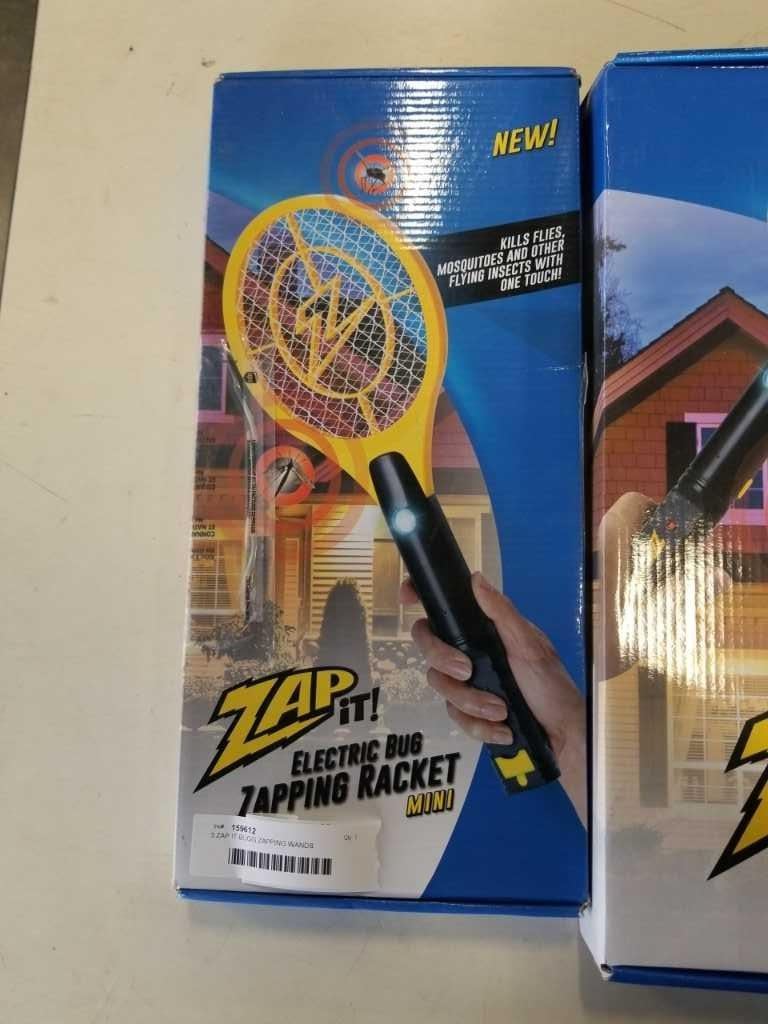 NEW!
KILLS FLIES,
MOSQUITOES AND OTHER
FLYING INSECTS WITH
ONE TOUCH!
ZAP
IT!
ELECTRIC BUG
ZAPPING RACKET
MINI
159612
3 ZAP IT BUGG ZAPPING WANDS